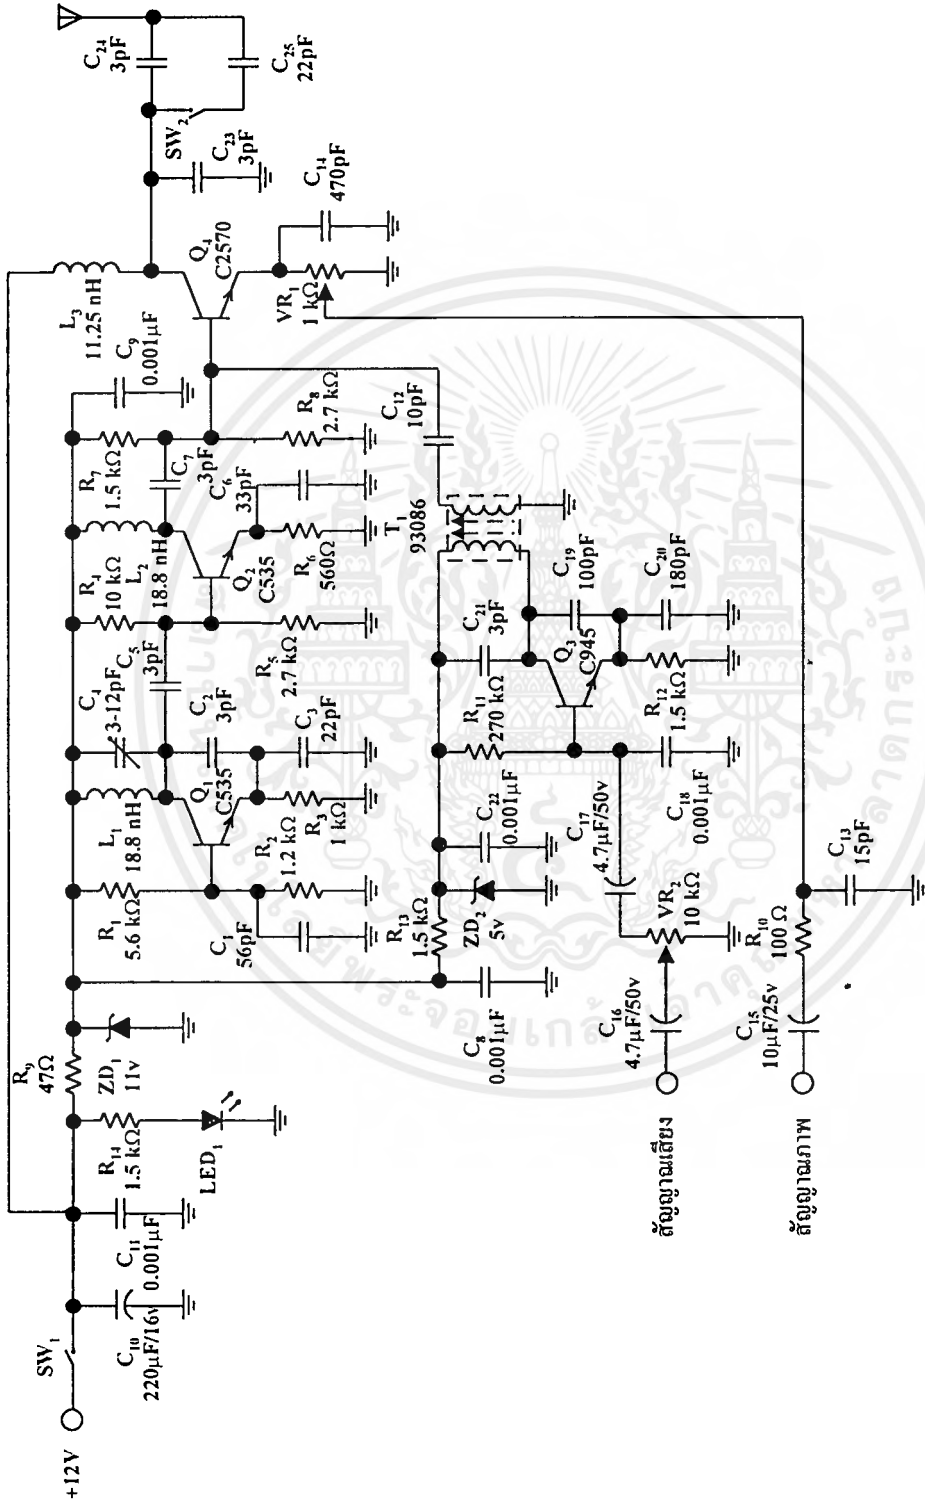 +12V
SW1
C10
220µF/16v
C11
0.001µF
R14
1.5 kΩ
LED1
R9
47Ω
ZD1
11v
R1
5.6 kΩ
C1
56pF
L1
18.8 nH
Q1
C535
R2
1.2 kΩ
R3
1 kΩ
C4
3-12pF
C2
3pF
C3
22pF
C5
3pF
R4
10 kΩ
R5
2.7 kΩ
L2
18.8 nH
Q2
C535
R6
560Ω
C6
33pF
C7
3pF
R7
1.5 kΩ
R8
2.7 kΩ
C9
0.001µF
L3
11.25 nH
Q4
C2570
VR1
1 kΩ
C14
470pF
C23
3pF
SW2
C24
3pF
C25
22pF
C8
0.001µF
R13
1.5 kΩ
ZD2
5v
C22
0.001µF
R11
270 kΩ
C21
3pF
Q3
C945
R12
1.5 kΩ
C19
100pF
C20
180pF
T1
93086
C12
10pF
C17
4.7µF/50v
C18
0.001µF
VR2
10 kΩ
C16
4.7µF/50v
สัญญาณเสียง
C15
10µF/25v
R10
100 Ω
C13
15pF
สัญญาณภาพ